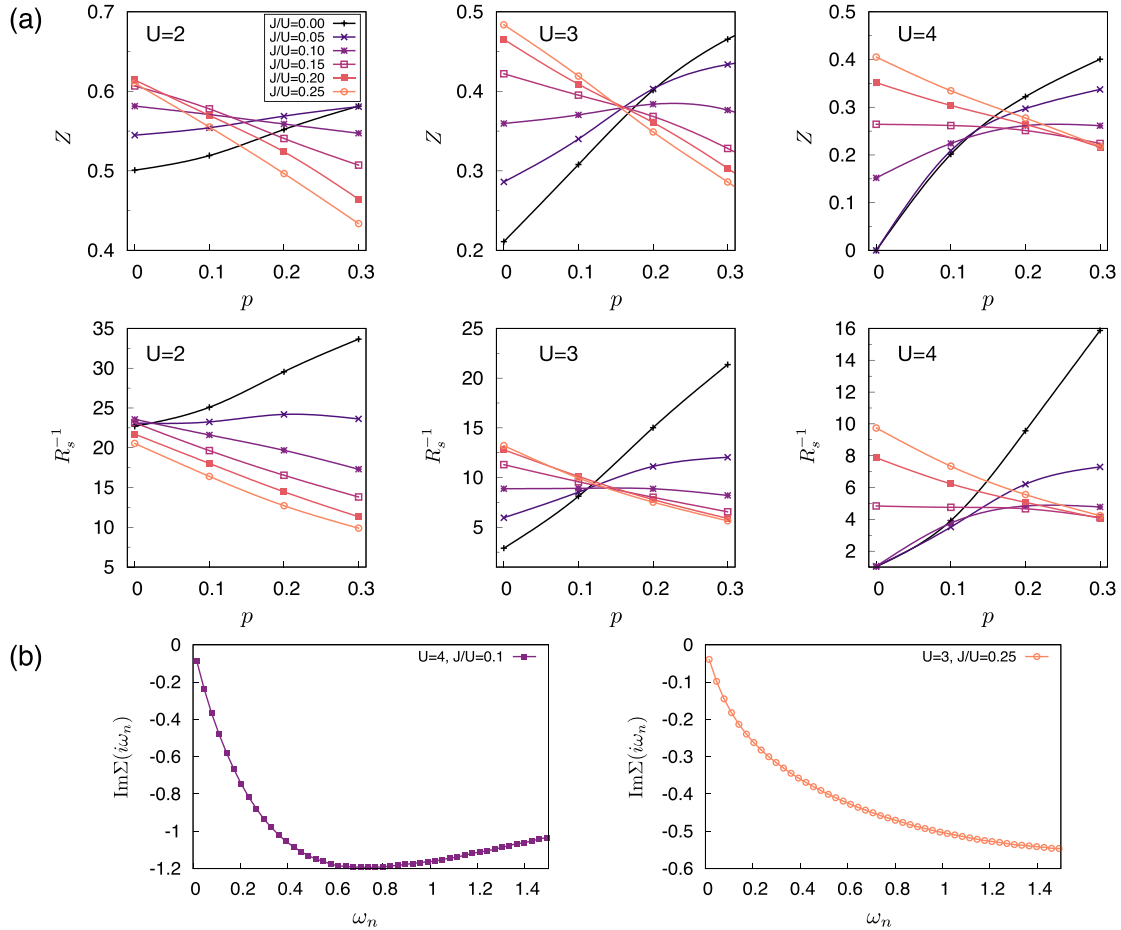 (a)
U=2
J/U=0.00
J/U=0.05
J/U=0.10
J/U=0.15
J/U=0.20
J/U=0.25
Z
0.7
0.6
0.5
0.4
0 0.1 0.2 0.3
p
U=3
Z
0.5
0.4
0.3
0.2
0 0.1 0.2 0.3
p
U=4
Z
0.5
0.4
0.3
0.2
0.1
0
0 0.1 0.2 0.3
p
U=2
R_s^{-1}
35
30
25
20
15
10
5
0 0.1 0.2 0.3
p
U=3
R_s^{-1}
25
20
15
10
5
0 0.1 0.2 0.3
p
U=4
R_s^{-1}
16
14
12
10
8
6
4
2
0 0.1 0.2 0.3
p
(b)
U=4, J/U=0.1
ImΣ(iω_n)
0
-0.2
-0.4
-0.6
-0.8
-1
-1.2
0 0.2 0.4 0.6 0.8 1 1.2 1.4
ω_n
U=3, J/U=0.25
ImΣ(iω_n)
0
-0.1
-0.2
-0.3
-0.4
-0.5
-0.6
0 0.2 0.4 0.6 0.8 1 1.2 1.4
ω_n